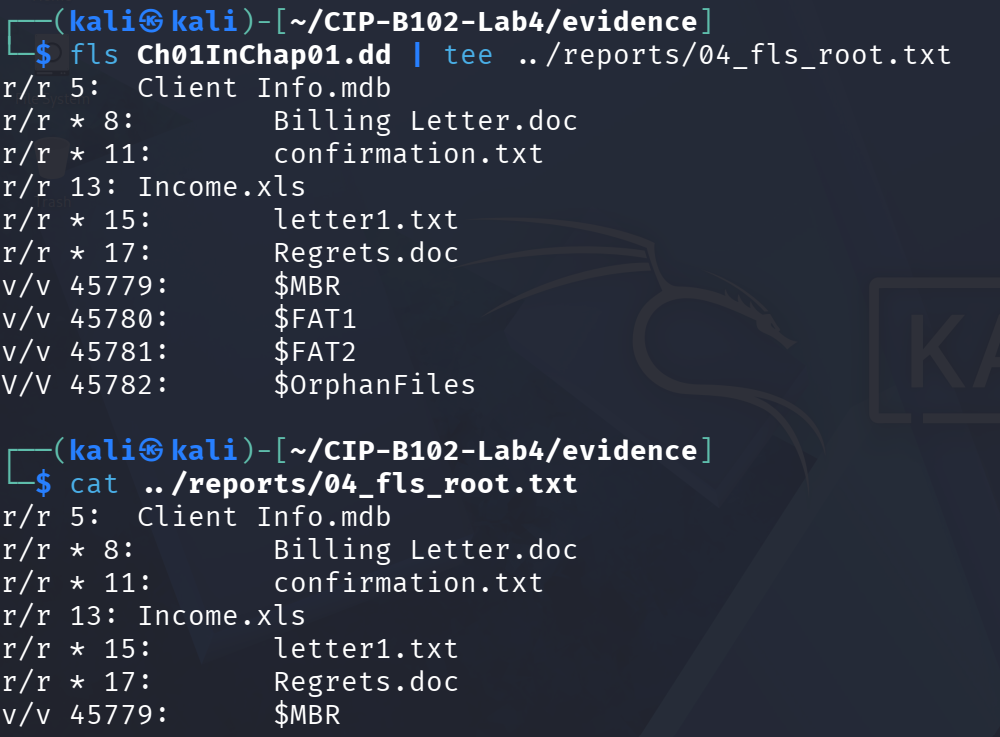 ┌──(kali㉿kali)-[~/CIP-B102-Lab4/evidence]
└─$ fls Ch01InChap01.dd | tee ../reports/04_fls_root.txt
r/r 5:  Client Info.mdb
r/r * 8:        Billing Letter.doc
r/r * 11:       confirmation.txt
r/r 13: Income.xls
r/r * 15:       letter1.txt
r/r * 17:       Regrets.doc
v/v 45779:      $MBR
v/v 45780:      $FAT1
v/v 45781:      $FAT2
V/V 45782:      $OrphanFiles
┌──(kali㉿kali)-[~/CIP-B102-Lab4/evidence]
└─$ cat ../reports/04_fls_root.txt
r/r 5:  Client Info.mdb
r/r * 8:        Billing Letter.doc
r/r * 11:       confirmation.txt
r/r 13: Income.xls
r/r * 15:       letter1.txt
r/r * 17:       Regrets.doc
v/v 45779:      $MBR